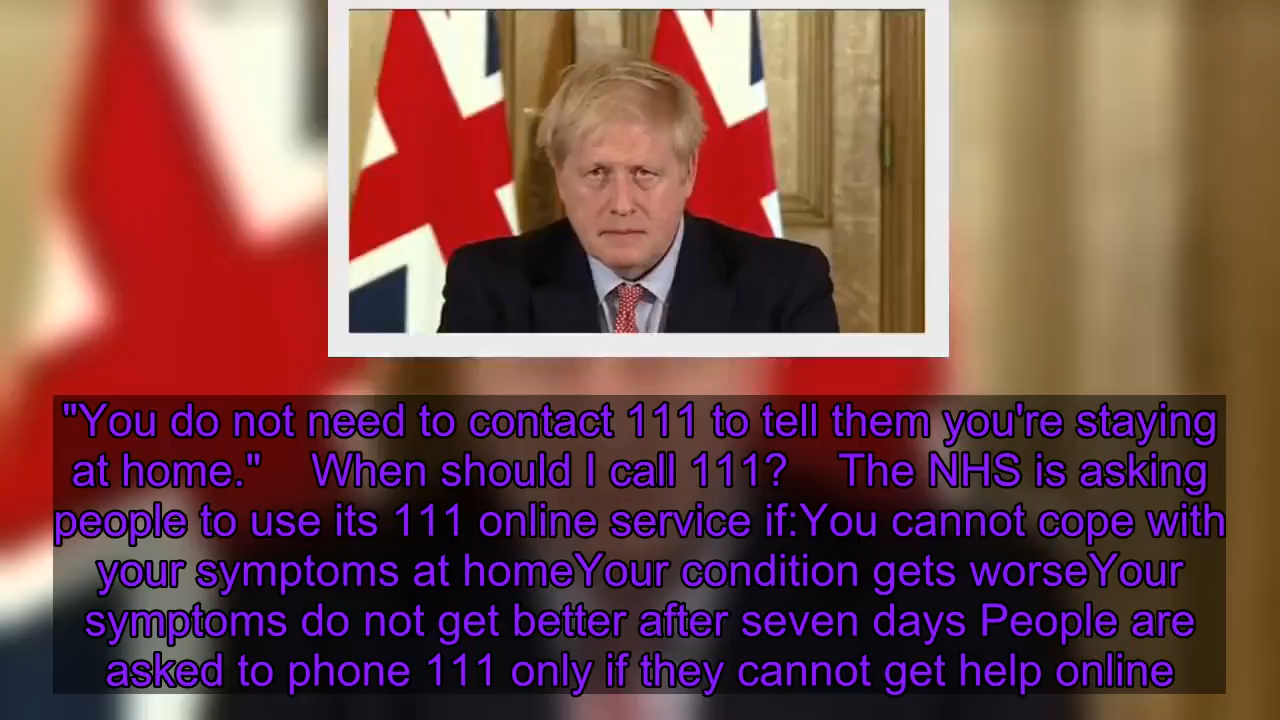 "You do not need to contact 111 to tell them you're staying
at home."    When should I call 111?    The NHS is asking
people to use its 111 online service if:You cannot cope with
your symptoms at homeYour condition gets worseYour
symptoms do not get better after seven days People are
asked to phone 111 only if they cannot get help online